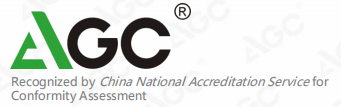 AGC®
Recognized by China National Accreditation Service for
Conformity Assessment